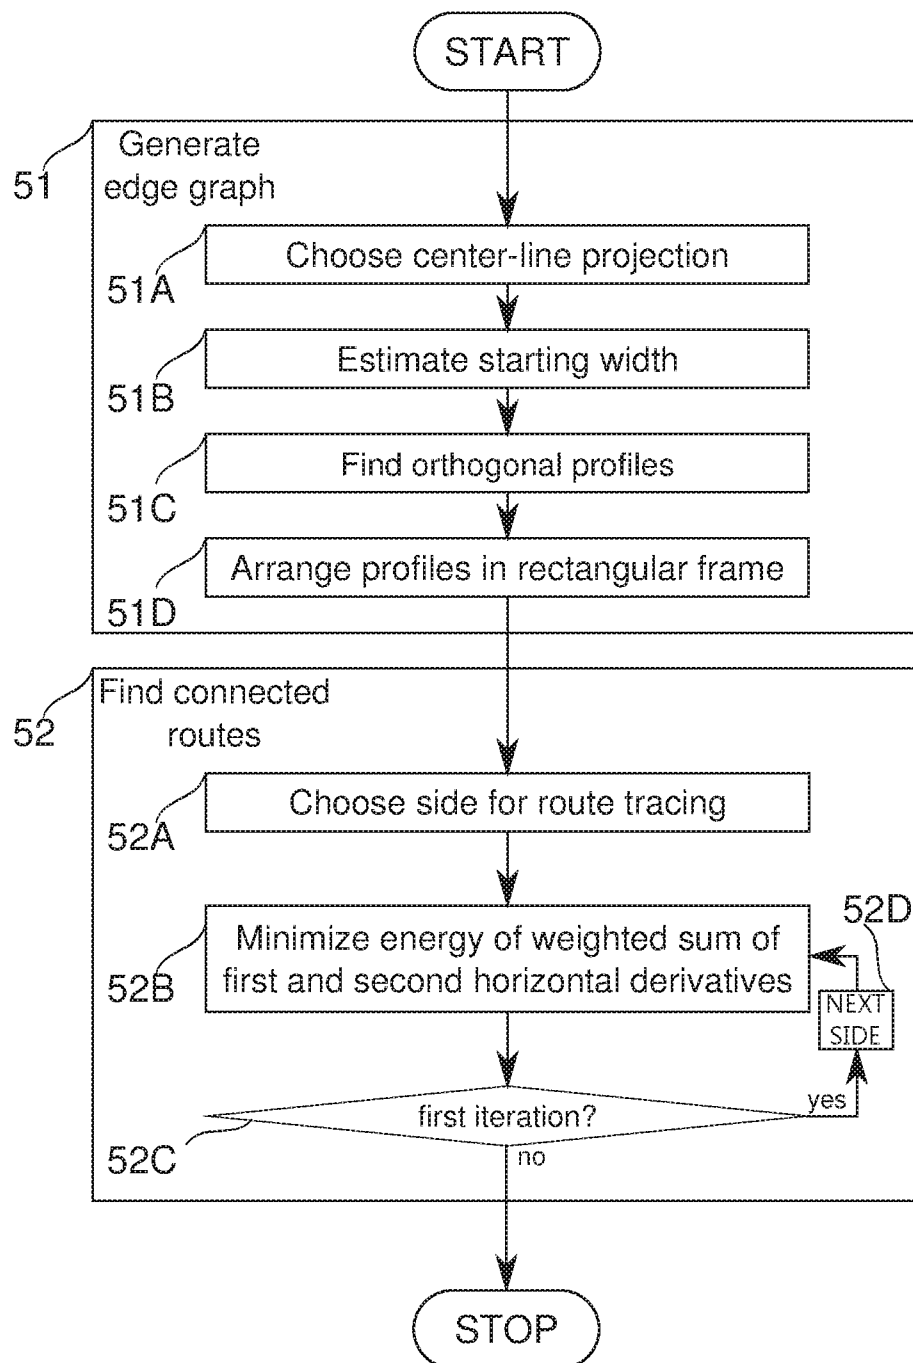 START
Generate
edge graph
51
Choose center-line projection
51A
Estimate starting width
51B
Find orthogonal profiles
51C
Arrange profiles in rectangular frame
51D
Find connected
routes
52
Choose side for route tracing
52A
Minimize energy of weighted sum of
first and second horizontal derivatives
52B
52D
NEXT
SIDE
first iteration?
yes
52C
no
STOP